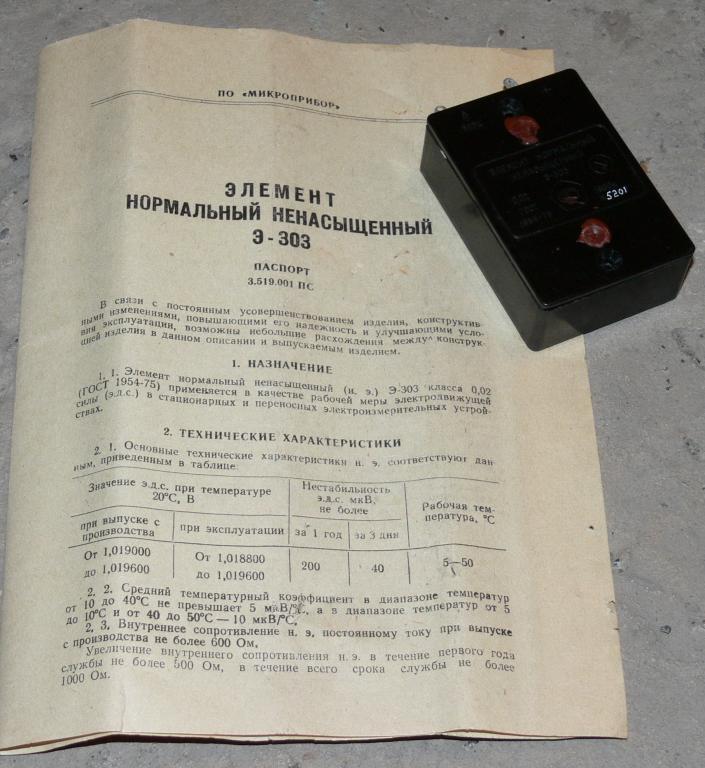 ПО «МИКРОПРИБОР»
ЭЛЕМЕНТ
НОРМАЛЬНЫЙ НЕНАСЫЩЕННЫЙ
Э-303
ПАСПОРТ
3.519.001 ПС
В связи с постоянным усовершенствованием изделия, конструктив-
ными изменениями, повышающими его надежность и улучшающими усло-
вия эксплуатации, возможны небольшие расхождения между конструк-
цией изделия в данном описании и выпускаемым изделием.
1. НАЗНАЧЕНИЕ
1. 1. Элемент нормальный ненасыщенный (н. э.) Э-303 класса 0,02
(ГОСТ 1954-75) применяется в качестве рабочей меры электродвижущей
силы (э.д.с.) в стационарных и переносных электроизмерительных устрой-
ствах.
2. ТЕХНИЧЕСКИЕ ХАРАКТЕРИСТИКИ
2. 1. Основные технические характеристики н. э. соответствуют дан-
ным, приведенным в таблице.
Значение э.д.с. при температуре
20°С, В
Нестабильность
э.д.с. мкВ,
не более
Рабочая тем-
пература, °С
при выпуске с
производства
при эксплуатации
за 1 год
за 3 дня
От 1,019000
до 1,019600
От 1,018800
до 1,019600
200
40
5—50
2. 2. Средний температурный коэффициент в диапазоне температур
от 10 до 40°С не превышает 5 мкВ/°С, а в диапазоне температур от 5
до 10°С и от 40 до 50°С — 10 мкВ/°С.
2. 3. Внутреннее сопротивление н. э. постоянному току при выпуске
с производства не более 600 Ом.
Увеличение внутреннего сопротивления н. э. в течение первого года
службы не более 500 Ом, в течение всего срока службы не более
1000 Ом.
ЭЛЕМЕНТ НОРМАЛЬНЫЙ
НЕНАСЫЩЕННЫЙ
Э-303
5201